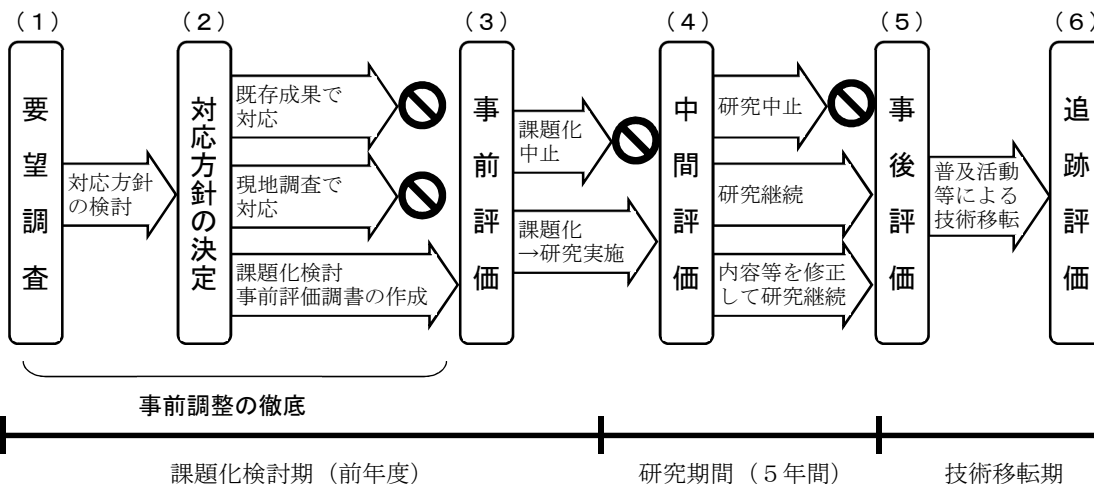 (1)
(2)
(3)
(4)
(5)
(6)
要望調査
対応方針
の検討
対応方針の決定
既存成果で
対応
現地調査で
対応
課題化検討
事前評価調書の作成
事前評価
課題化
中止
課題化
→研究実施
中間評価
研究中止
研究継続
内容等を修正
して研究継続
事後評価
普及活動
等による
技術移転
追跡評価
事前調整の徹底
課題化検討期（前年度）
研究期間（５年間）
技術移転期